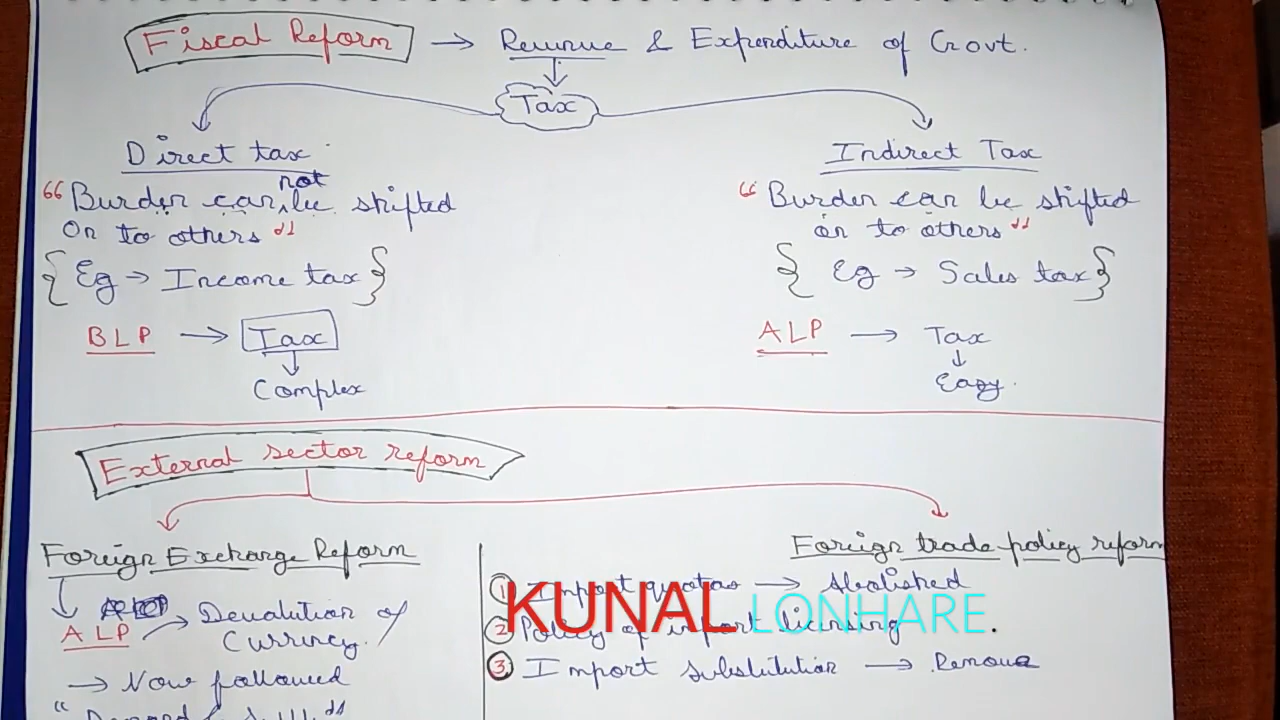 Fiscal Reform → Revenue & Expenditure of Govt.
Tax
Direct tax
"Burden can not be shifted
on to others"
{Eg → Income tax}
BLP → Tax
Complex
Indirect Tax
"Burden can be shifted
on to others"
{Eg → Sales tax}
ALP → Tax
Easy.
External sector reform
Foreign Exchange Reform
ALP → Devalution of
Currency.
→ Now followed
"Demand &
Foreign trade policy reform
① Import quotas → Abolished
② Policy of import licensing
③ Import substitution → Remove
KUNAL LONHARE.